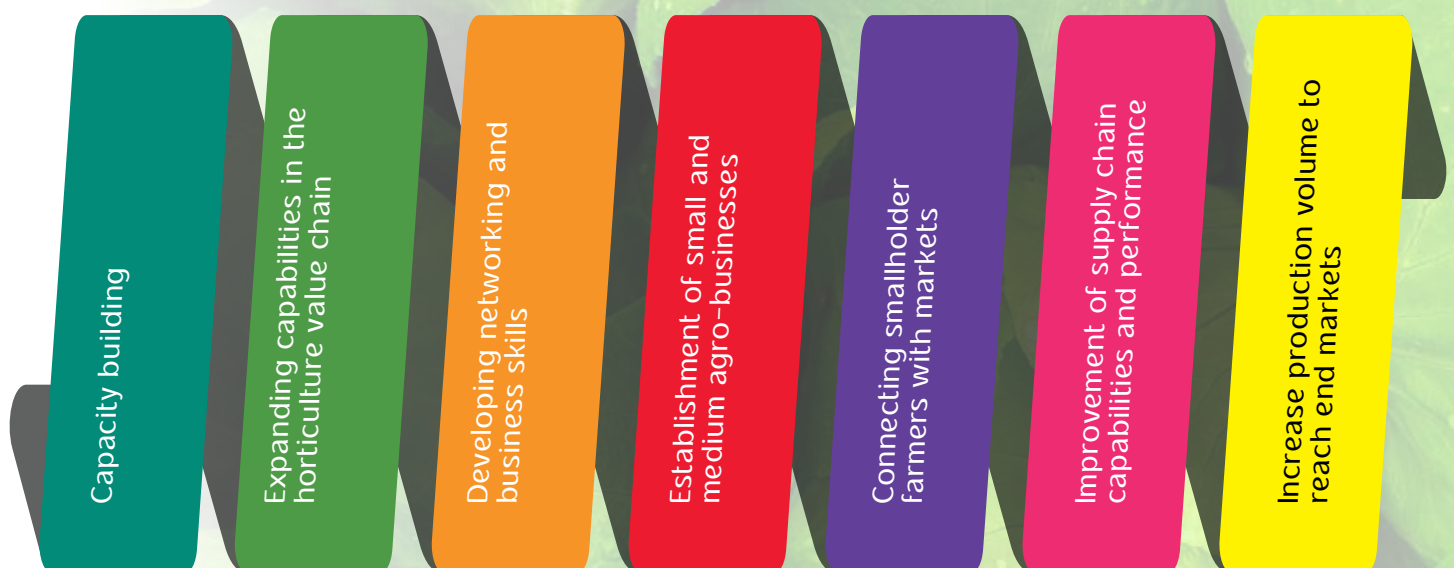 Capacity building
Expanding capabilities in the
horticulture value chain
Developing networking and
business skills
Establishment of small and
medium agro-businesses
Connecting smallholder
farmers with markets
Improvement of supply chain
capabilities and performance
Increase production volume to
reach end markets